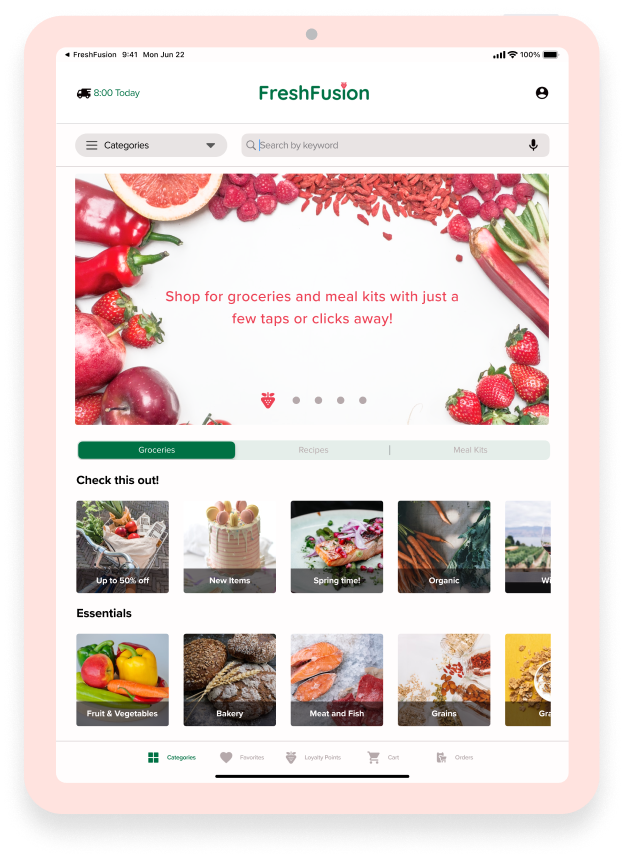 FreshFusion 9:41 Mon Jun 22
100%
8:00 Today
FreshFusion
Categories
Search by keyword
Shop for groceries and meal kits with just a
few taps or clicks away!
Groceries
Recipes
Meal Kits
Check this out!
Up to 50% off
New Items
Spring time!
Organic
Wi
Essentials
Fruit & Vegetables
Bakery
Meat and Fish
Grains
Gra
Categories
Favorites
Loyalty Points
Cart
Orders